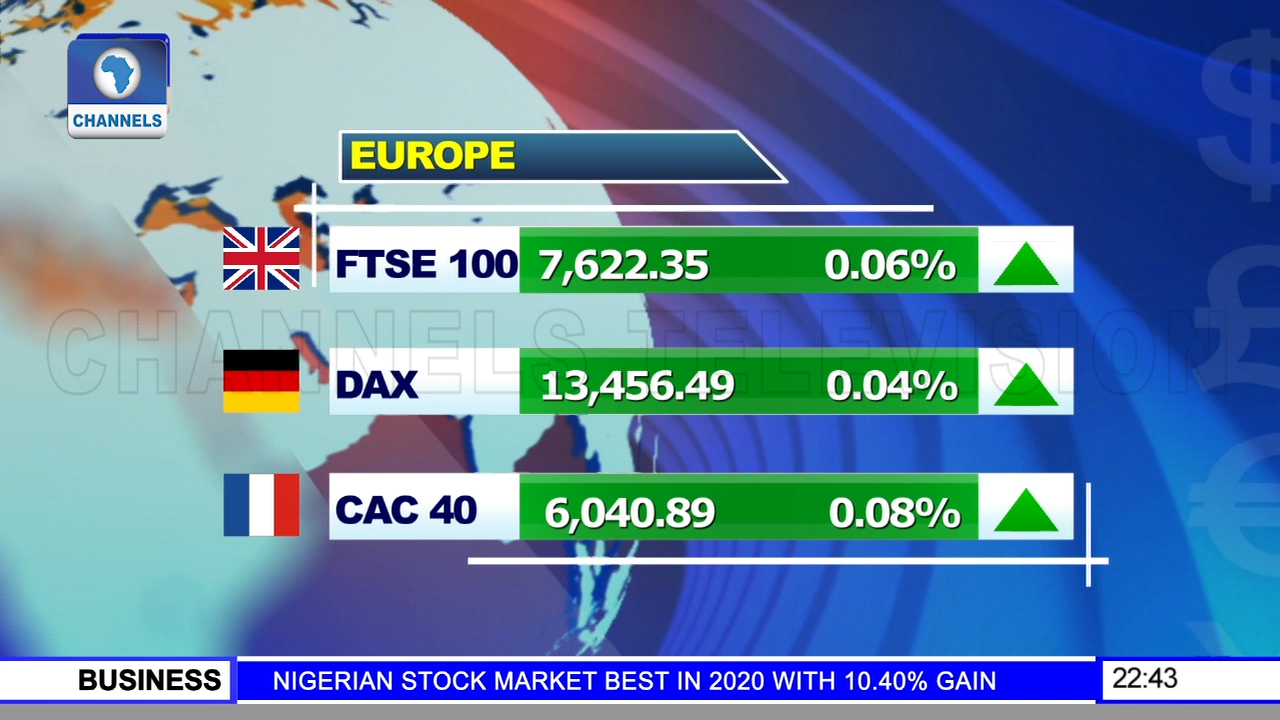 CHANNELS
EUROPE
FTSE 100 7,622.35 0.06%
CHANNELS TELEVISION
DAX 13,456.49 0.04%
CAC 40 6,040.89 0.08%
$
£
€
BUSINESS NIGERIAN STOCK MARKET BEST IN 2020 WITH 10.40% GAIN 22:43